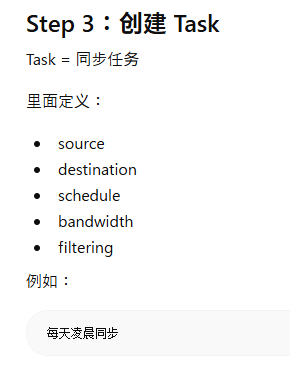 Step 3：创建 Task
Task = 同步任务
里面定义：
source
destination
schedule
bandwidth
filtering
例如：
每天凌晨同步